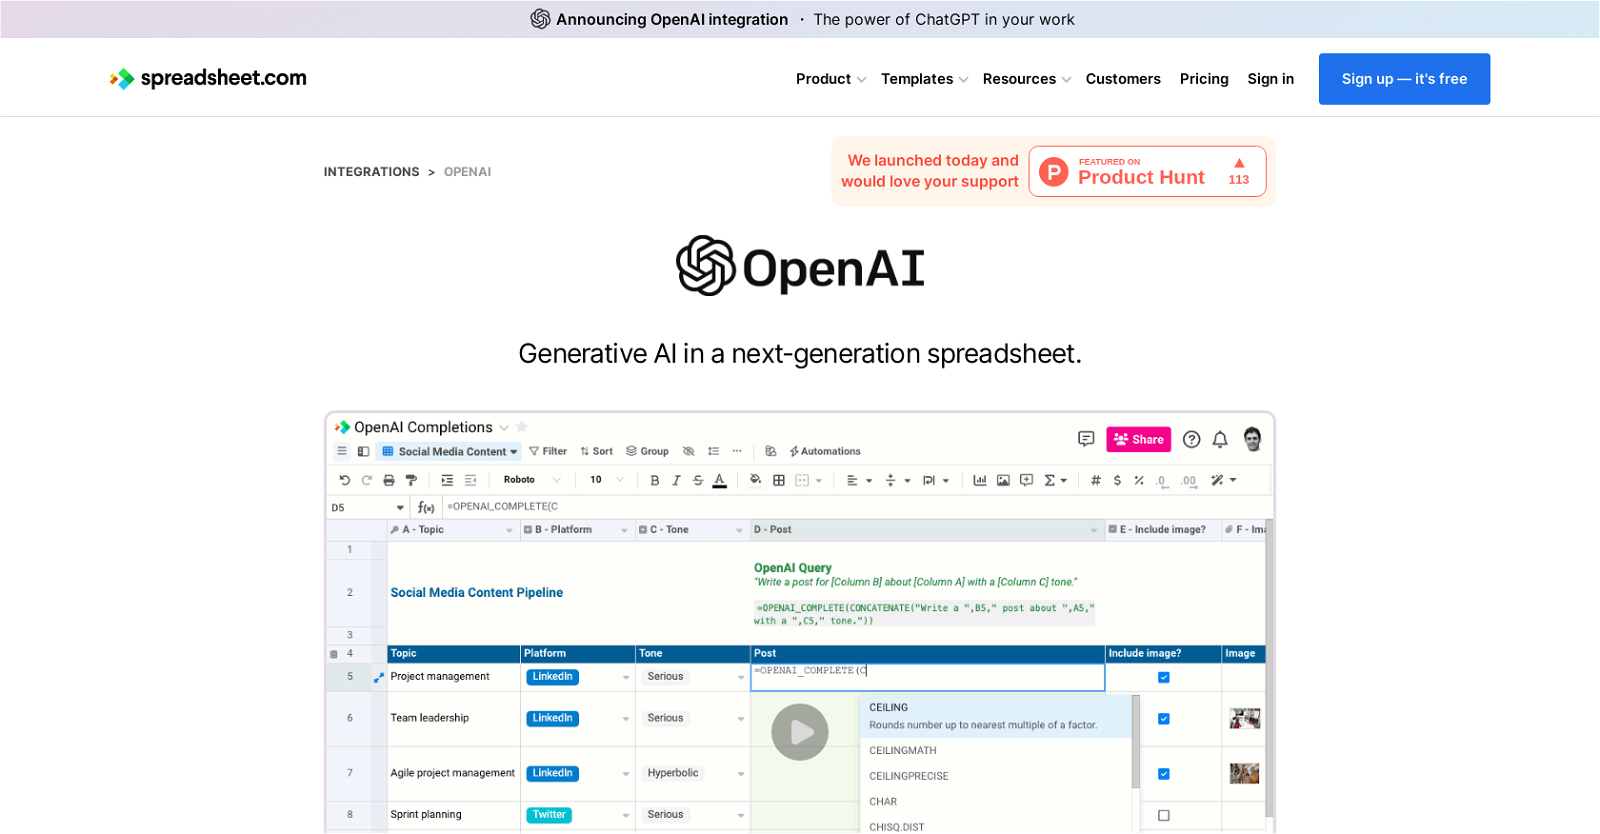 Announcing OpenAI integration · The power of ChatGPT in your work
spreadsheet.com
Product Templates Resources Customers Pricing Sign in Sign up — it's free
INTEGRATIONS > OPENAI
We launched today and
would love your support
FEATURED ON
Product Hunt
113
OpenAI
Generative AI in a next-generation spreadsheet.
OpenAI Completions
Share
Social Media Content Filter Sort Group Automations
Roboto 10 B I S A # $ % .0 .00
D5 f(x) =OPENAI_COMPLETE(C
A - Topic B - Platform C - Tone D - Post E - Include image?
1
OpenAI Query
"Write a post for [Column B] about [Column A] with a [Column C] tone."
2 Social Media Content Pipeline
=OPENAI_COMPLETE(CONCATENATE("Write a ",B5," post about ",A5,"
with a ",C5," tone."))
3
4 Topic Platform Tone Post Include image? Image
5 Project management LinkedIn Serious =OPENAI_COMPLETE(C
CEILING
Rounds number up to nearest multiple of a factor.
6 Team leadership LinkedIn Serious
CEILINGMATH
7 Agile project management LinkedIn Hyperbolic
CEILINGPRECISE
CHAR
8 Sprint planning Twitter Serious
CHISQ.DIST